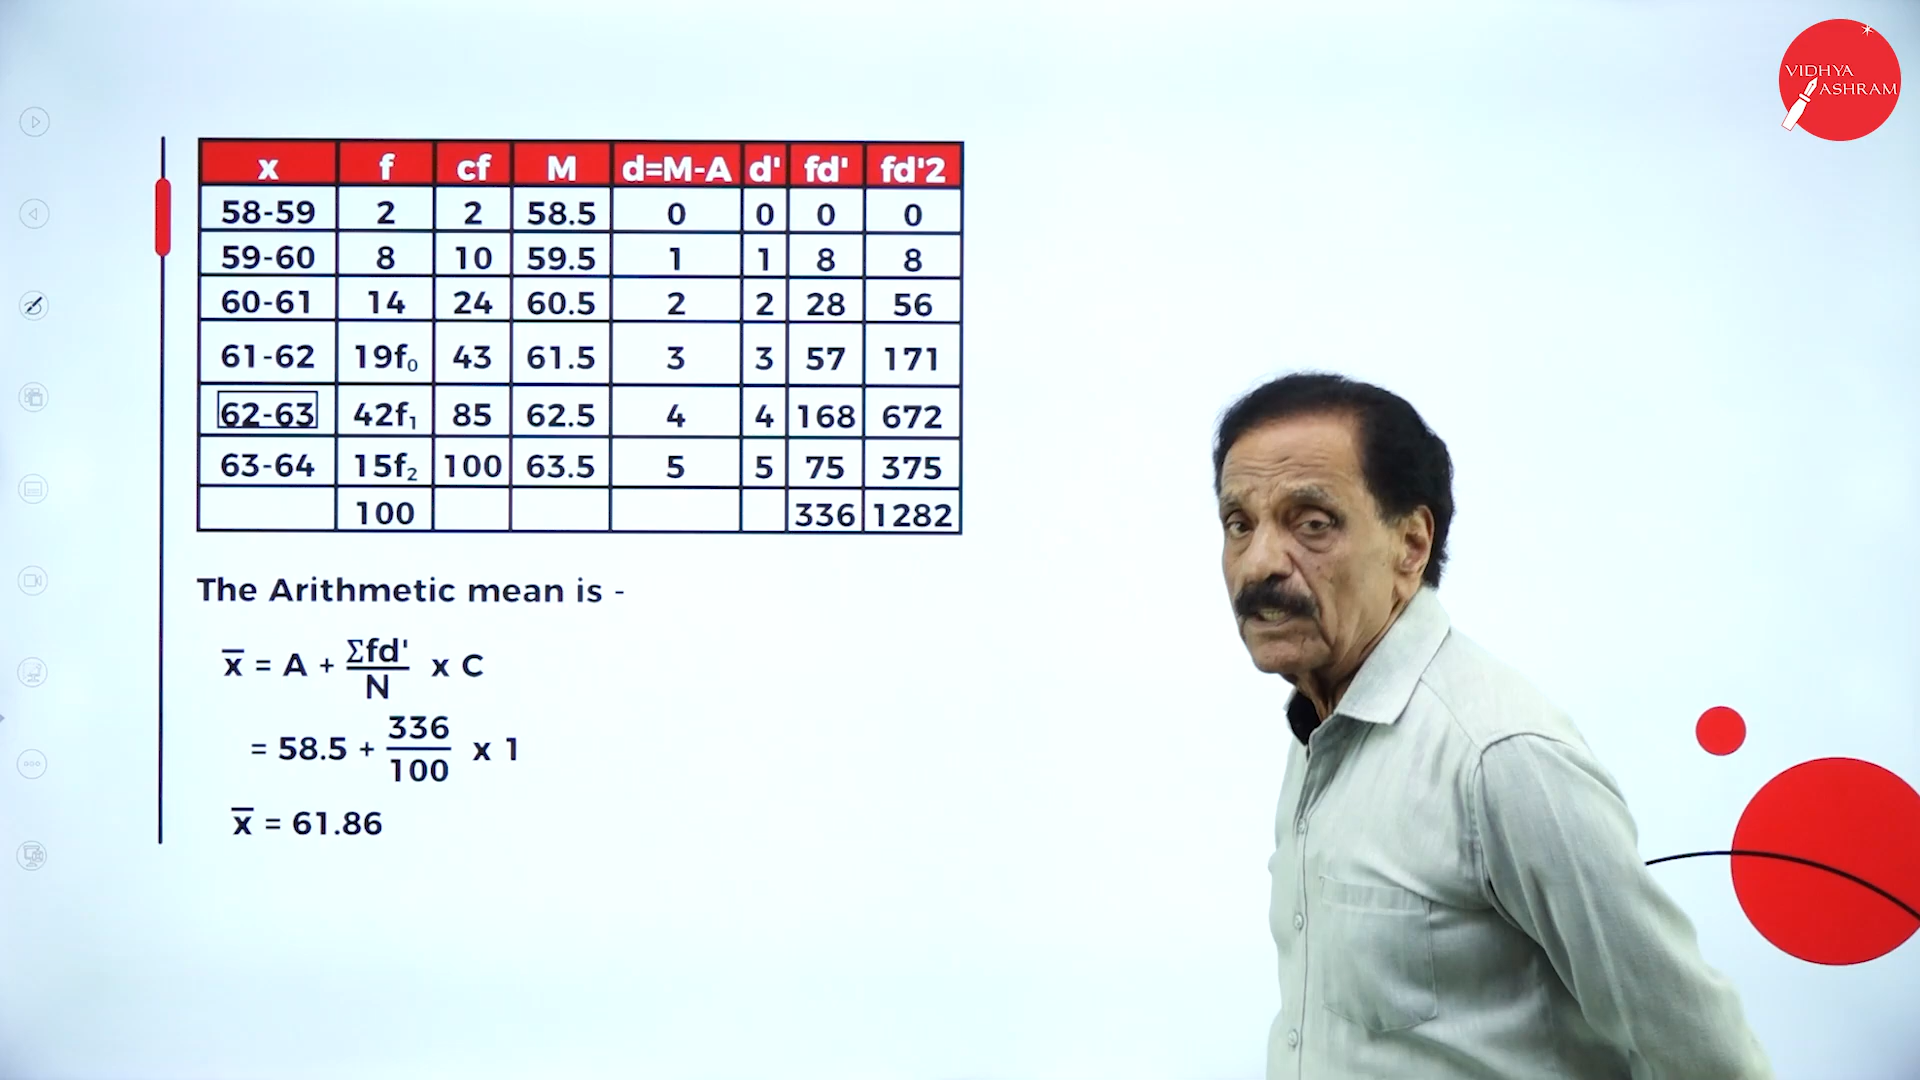 VIDHYA
ASHRAM
x f cf M d=M-A d' fd' fd'2
58-59 2 2 58.5 0 0 0 0
59-60 8 10 59.5 1 1 8 8
60-61 14 24 60.5 2 2 28 56
61-62 19f₀ 43 61.5 3 3 57 171
62-63 42f₁ 85 62.5 4 4 168 672
63-64 15f₂ 100 63.5 5 5 75 375
100 336 1282
The Arithmetic mean is -
x̅ = A + Σfd'/N x C
= 58.5 + 336/100 x 1
x̅ = 61.86